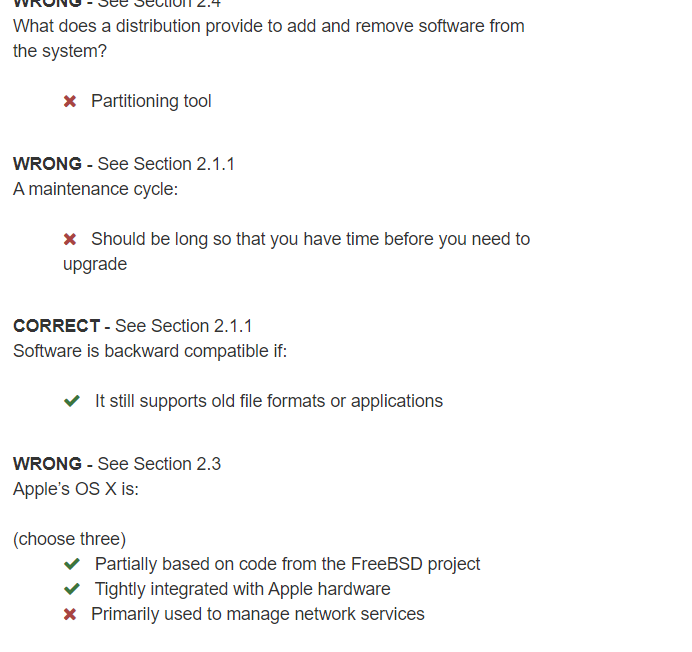 WRONG - See Section 2.4
What does a distribution provide to add and remove software from
the system?
✖ Partitioning tool
WRONG - See Section 2.1.1
A maintenance cycle:
✖ Should be long so that you have time before you need to
upgrade
CORRECT - See Section 2.1.1
Software is backward compatible if:
✔ It still supports old file formats or applications
WRONG - See Section 2.3
Apple’s OS X is:
(choose three)
✔ Partially based on code from the FreeBSD project
✔ Tightly integrated with Apple hardware
✖ Primarily used to manage network services